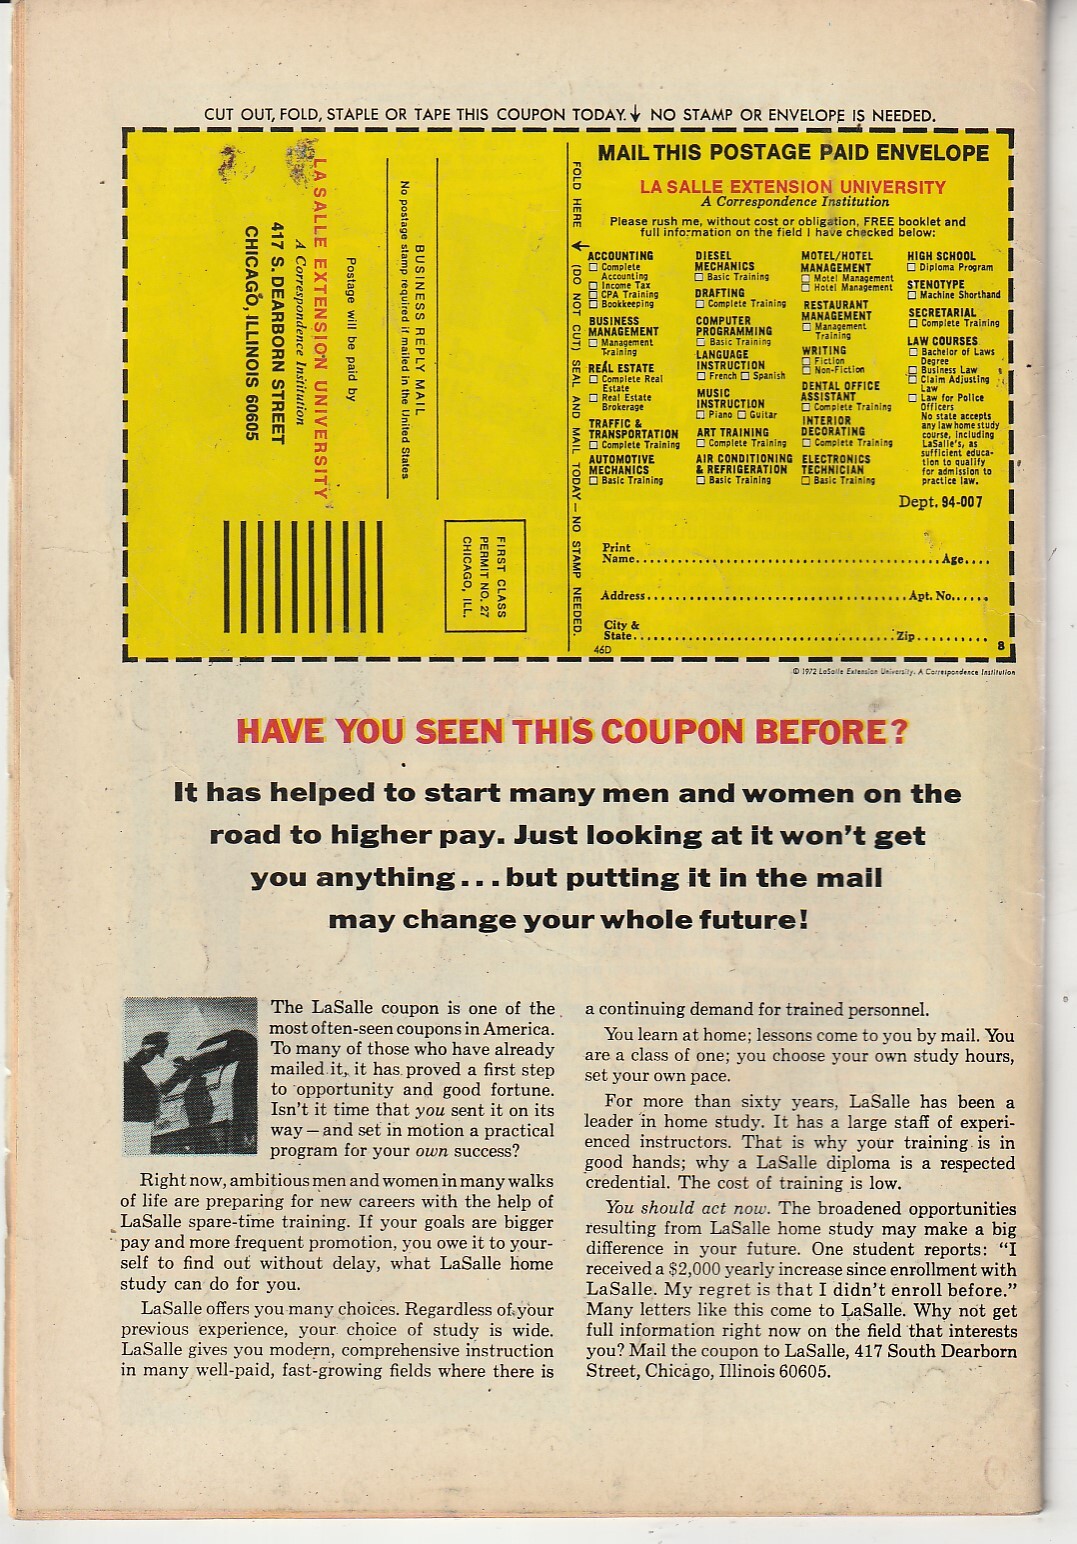 CUT OUT, FOLD, STAPLE OR TAPE THIS COUPON TODAY. ↓ NO STAMP OR ENVELOPE IS NEEDED.
LA SALLE EXTENSION UNIVERSITY
A Correspondence Institution
417 S. DEARBORN STREET
CHICAGO, ILLINOIS 60605
Postage will be paid by
BUSINESS REPLY MAIL
No postage stamp required if mailed in the United States
FIRST CLASS
PERMIT NO. 27
CHICAGO, ILL.
FOLD HERE → (DO NOT CUT) SEAL AND MAIL TODAY — NO STAMP NEEDED.
MAIL THIS POSTAGE PAID ENVELOPE
LA SALLE EXTENSION UNIVERSITY
A Correspondence Institution
Please rush me, without cost or obligation, FREE booklet and
full information on the field I have checked below:
ACCOUNTING
☐ Complete
Accounting
☐ Income Tax
☐ CPA Training
☐ Bookkeeping
BUSINESS
MANAGEMENT
☐ Management
Training
REAL ESTATE
☐ Complete Real
Estate
☐ Real Estate
Brokerage
TRAFFIC &
TRANSPORTATION
☐ Complete Training
AUTOMOTIVE
MECHANICS
☐ Basic Training
DIESEL
MECHANICS
☐ Basic Training
DRAFTING
☐ Complete Training
COMPUTER
PROGRAMMING
☐ Basic Training
LANGUAGE
INSTRUCTION
☐ French ☐ Spanish
MUSIC
INSTRUCTION
☐ Piano ☐ Guitar
ART TRAINING
☐ Complete Training
AIR CONDITIONING
& REFRIGERATION
☐ Basic Training
MOTEL/HOTEL
MANAGEMENT
☐ Motel Management
☐ Hotel Management
RESTAURANT
MANAGEMENT
☐ Management
Training
WRITING
☐ Fiction
☐ Non-Fiction
DENTAL OFFICE
ASSISTANT
☐ Complete Training
INTERIOR
DECORATING
☐ Complete Training
ELECTRONICS
TECHNICIAN
☐ Basic Training
HIGH SCHOOL
☐ Diploma Program
STENOTYPE
☐ Machine Shorthand
SECRETARIAL
☐ Complete Training
LAW COURSES
☐ Bachelor of Laws
Degree
☐ Business Law
☐ Claim Adjusting
Law
☐ Law for Police
Officers
No state accepts
any law home study
course, including
LaSalle's, as
sufficient educa-
tion to qualify
for admission to
practice law.
Dept. 94-007
Print
Name........................................Age....
Address...................................Apt. No......
City &
State...................................Zip..........
46D
8
© 1972 LaSalle Extension University. A Correspondence Institution
HAVE YOU SEEN THIS COUPON BEFORE?
It has helped to start many men and women on the
road to higher pay. Just looking at it won't get
you anything...but putting it in the mail
may change your whole future!
The LaSalle coupon is one of the
most often-seen coupons in America.
To many of those who have already
mailed it, it has proved a first step
to opportunity and good fortune.
Isn't it time that you sent it on its
way—and set in motion a practical
program for your own success?
Right now, ambitious men and women in many walks
of life are preparing for new careers with the help of
LaSalle spare-time training. If your goals are bigger
pay and more frequent promotion, you owe it to your-
self to find out without delay, what LaSalle home
study can do for you.
LaSalle offers you many choices. Regardless of your
previous experience, your choice of study is wide.
LaSalle gives you modern, comprehensive instruction
in many well-paid, fast-growing fields where there is
a continuing demand for trained personnel.
You learn at home; lessons come to you by mail. You
are a class of one; you choose your own study hours,
set your own pace.
For more than sixty years, LaSalle has been a
leader in home study. It has a large staff of experi-
enced instructors. That is why your training is in
good hands; why a LaSalle diploma is a respected
credential. The cost of training is low.
You should act now. The broadened opportunities
resulting from LaSalle home study may make a big
difference in your future. One student reports: "I
received a $2,000 yearly increase since enrollment with
LaSalle. My regret is that I didn't enroll before."
Many letters like this come to LaSalle. Why not get
full information right now on the field that interests
you? Mail the coupon to LaSalle, 417 South Dearborn
Street, Chicago, Illinois 60605.